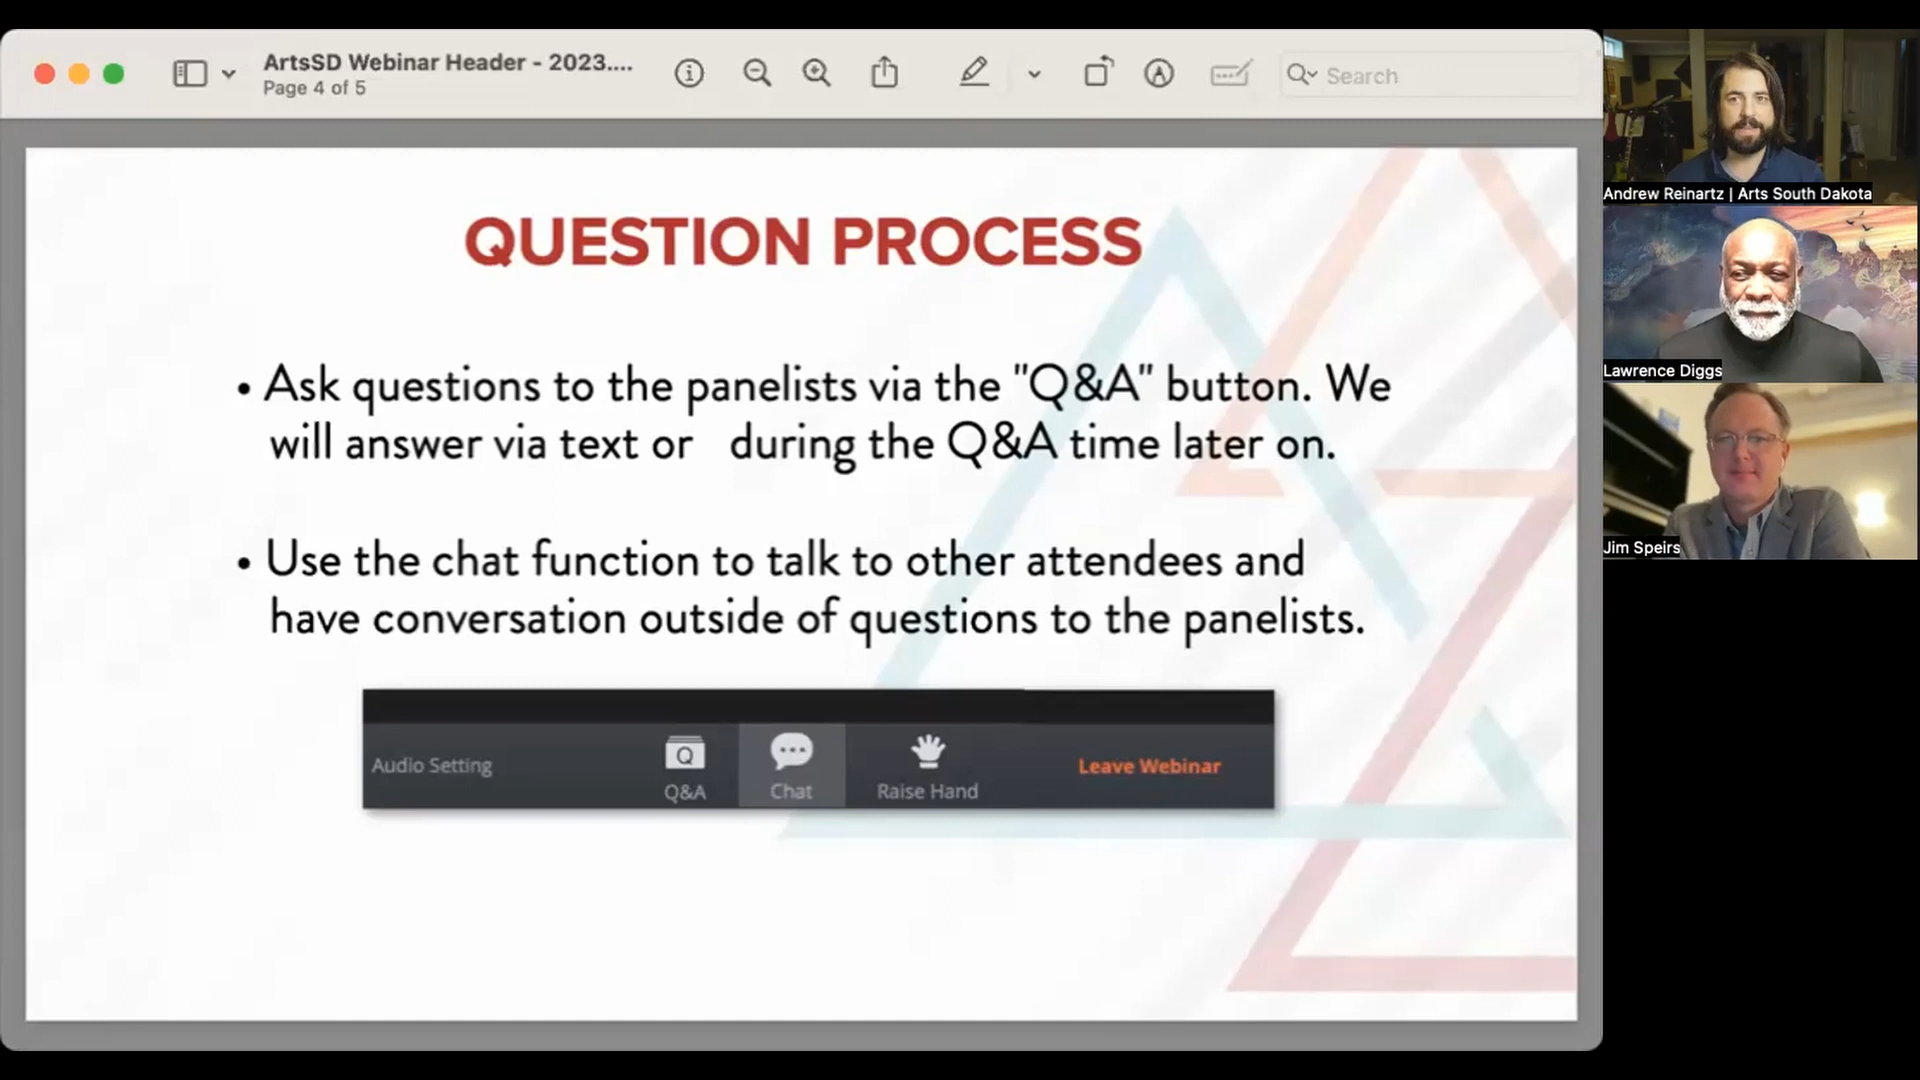 ArtsSD Webinar Header - 2023....
Page 4 of 5
Search
QUESTION PROCESS
• Ask questions to the panelists via the "Q&A" button. We
will answer via text or during the Q&A time later on.
• Use the chat function to talk to other attendees and
have conversation outside of questions to the panelists.
Audio Setting
Q
Q&A
Chat
Raise Hand
Leave Webinar
Andrew Reinartz | Arts South Dakota
Lawrence Diggs
Jim Speirs